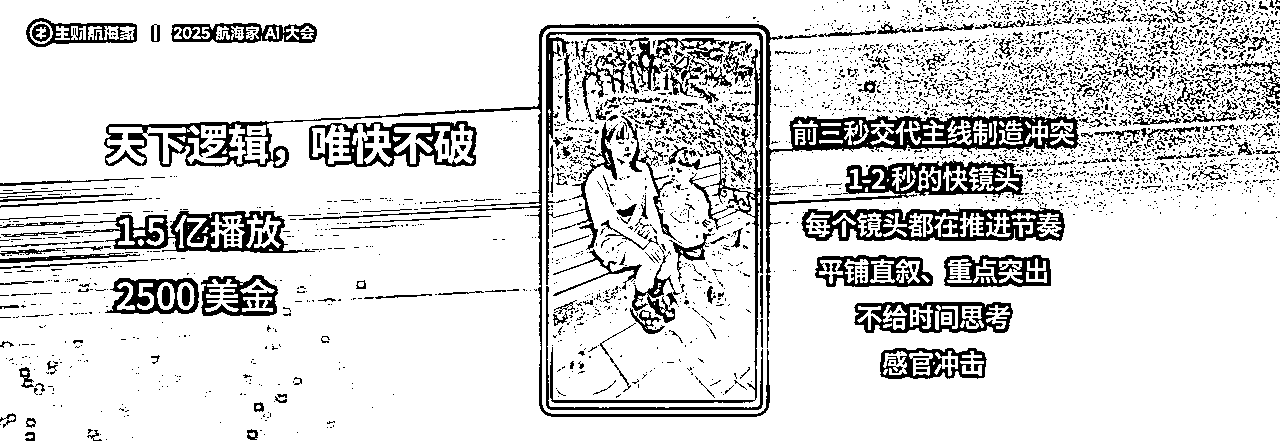 生财航海家 | 2025 航海家 AI 大会
天下逻辑，唯快不破
1.5 亿播放
2500 美金
前三秒交代主线制造冲突
1.2 秒的快镜头
每个镜头都在推进节奏
平铺直叙、重点突出
不给时间思考
感官冲击